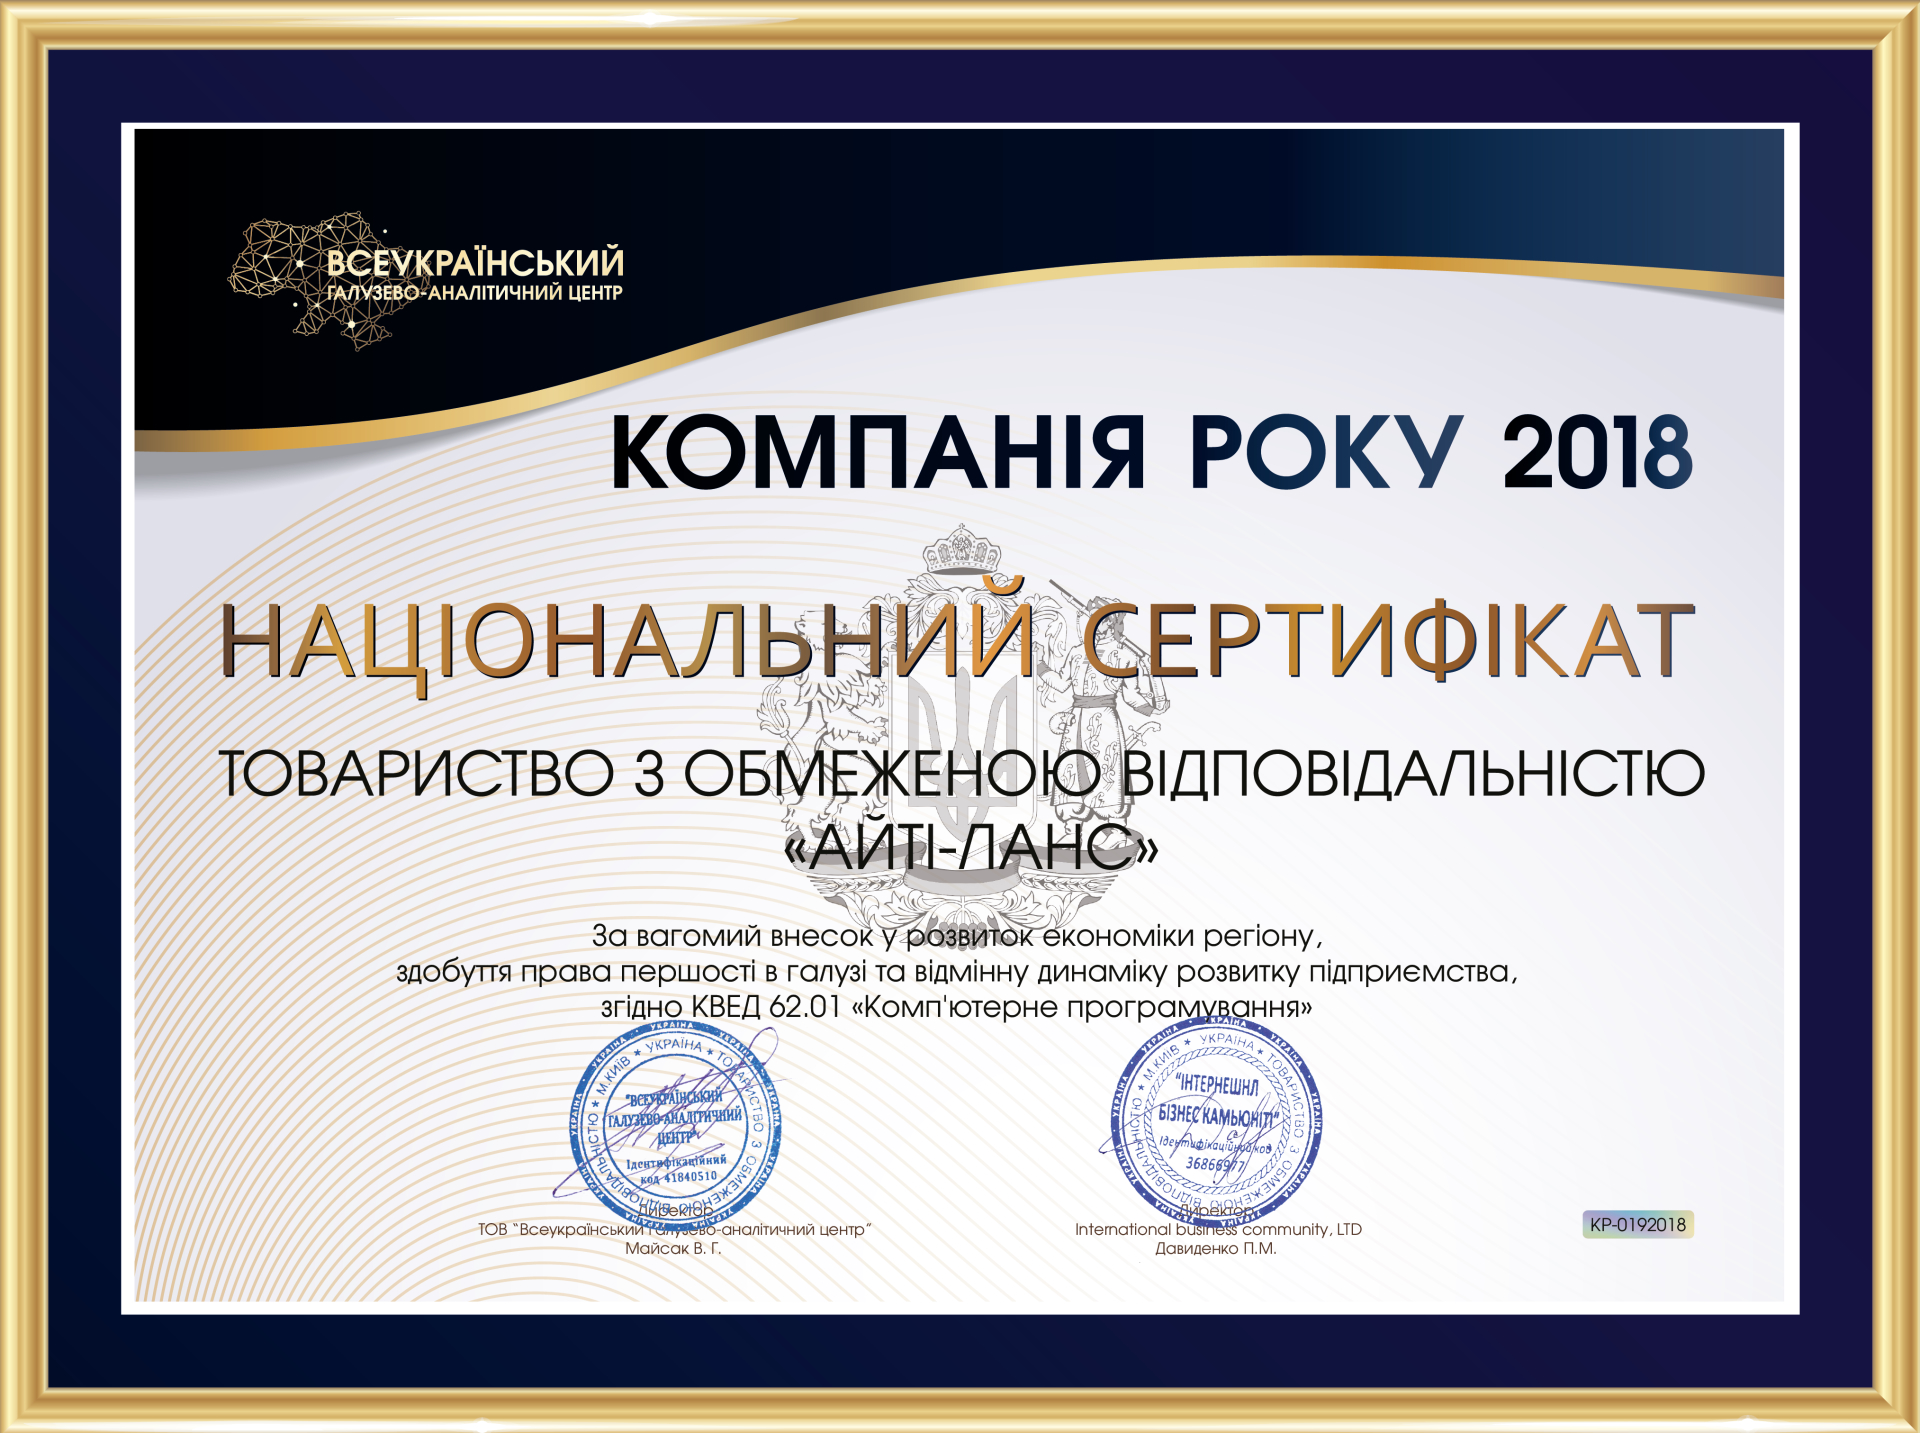 ВСЕУКРАЇНСЬКИЙ
ГАЛУЗЕВО-АНАЛІТИЧНИЙ ЦЕНТР
КОМПАНІЯ РОКУ 2018
НАЦІОНАЛЬНИЙ СЕРТИФІКАТ
ТОВАРИСТВО З ОБМЕЖЕНОЮ ВІДПОВІДАЛЬНІСТЮ
«АЙТІ-ЛАНС»
За вагомий внесок у розвиток економіки регіону,
здобуття права першості в галузі та відмінну динаміку розвитку підприємства,
згідно КВЕД 62.01 «Комп'ютерне програмування»
УКРАЇНА ★ ТОВАРИСТВО З ОБМЕЖЕНОЮ ВІДПОВІДАЛЬНІСТЮ ★ М.КИЇВ ★
"ВСЕУКРАЇНСЬКИЙ
ГАЛУЗЕВО-АНАЛІТИЧНИЙ
ЦЕНТР"
Ідентифікаційний
код 41840510
Директор
ТОВ “Всеукраїнський галузево-аналітичний центр”
Майсак В. Г.
УКРАЇНА ★ ТОВАРИСТВО З ОБМЕЖЕНОЮ ВІДПОВІДАЛЬНІСТЮ ★ М.КИЇВ ★
"ІНТЕРНЕШНЛ
БІЗНЕС КАМЬЮНІТІ"
Ідентифікаційний код
36866977
Директор
International business community, LTD
Давиденко П.М.
КР-0192018